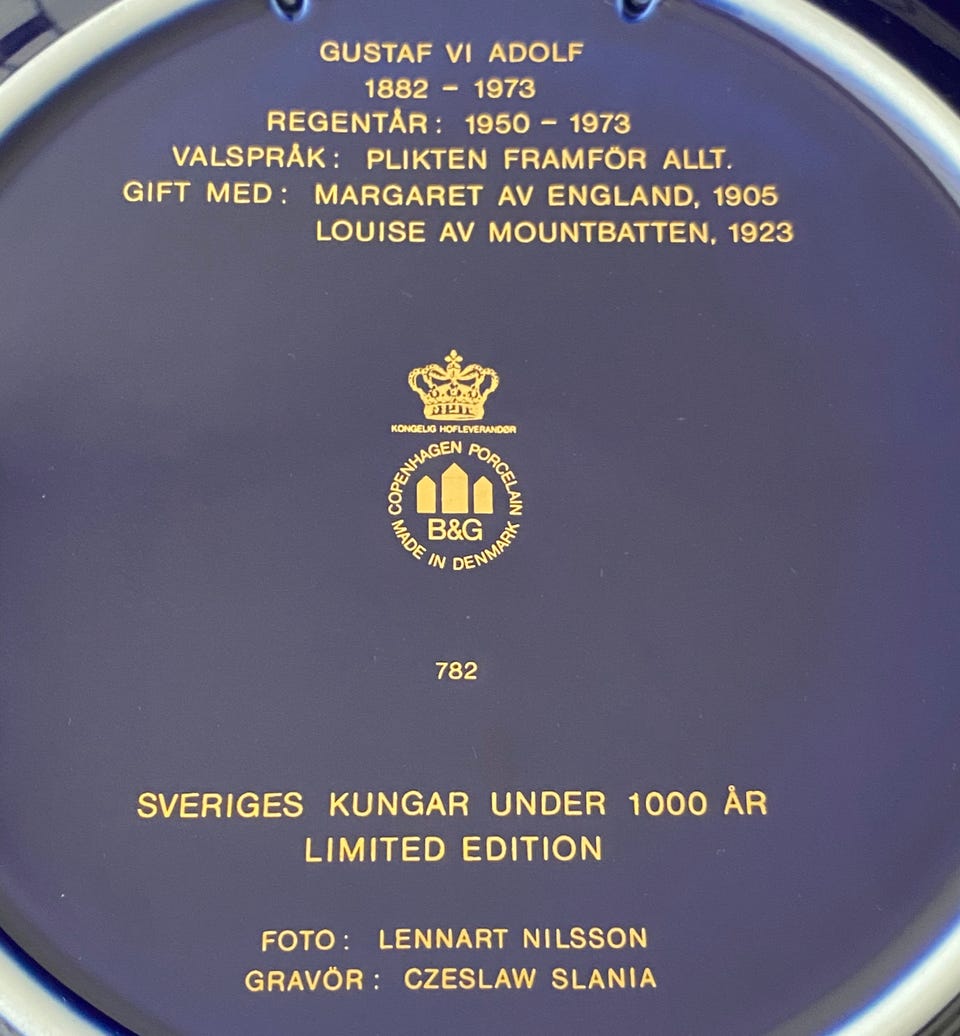 GUSTAF VI ADOLF
1882 – 1973
REGENTÅR: 1950 – 1973
VALSPRÅK: PLIKTEN FRAMFÖR ALLT.
GIFT MED: MARGARET AV ENGLAND, 1905
LOUISE AV MOUNTBATTEN, 1923
KONGELIG HOFLEVERANDØR
COPENHAGEN PORCELAIN
B&G
MADE IN DENMARK
782
SVERIGES KUNGAR UNDER 1000 ÅR
LIMITED EDITION
FOTO: LENNART NILSSON
GRAVÖR: CZESLAW SLANIA